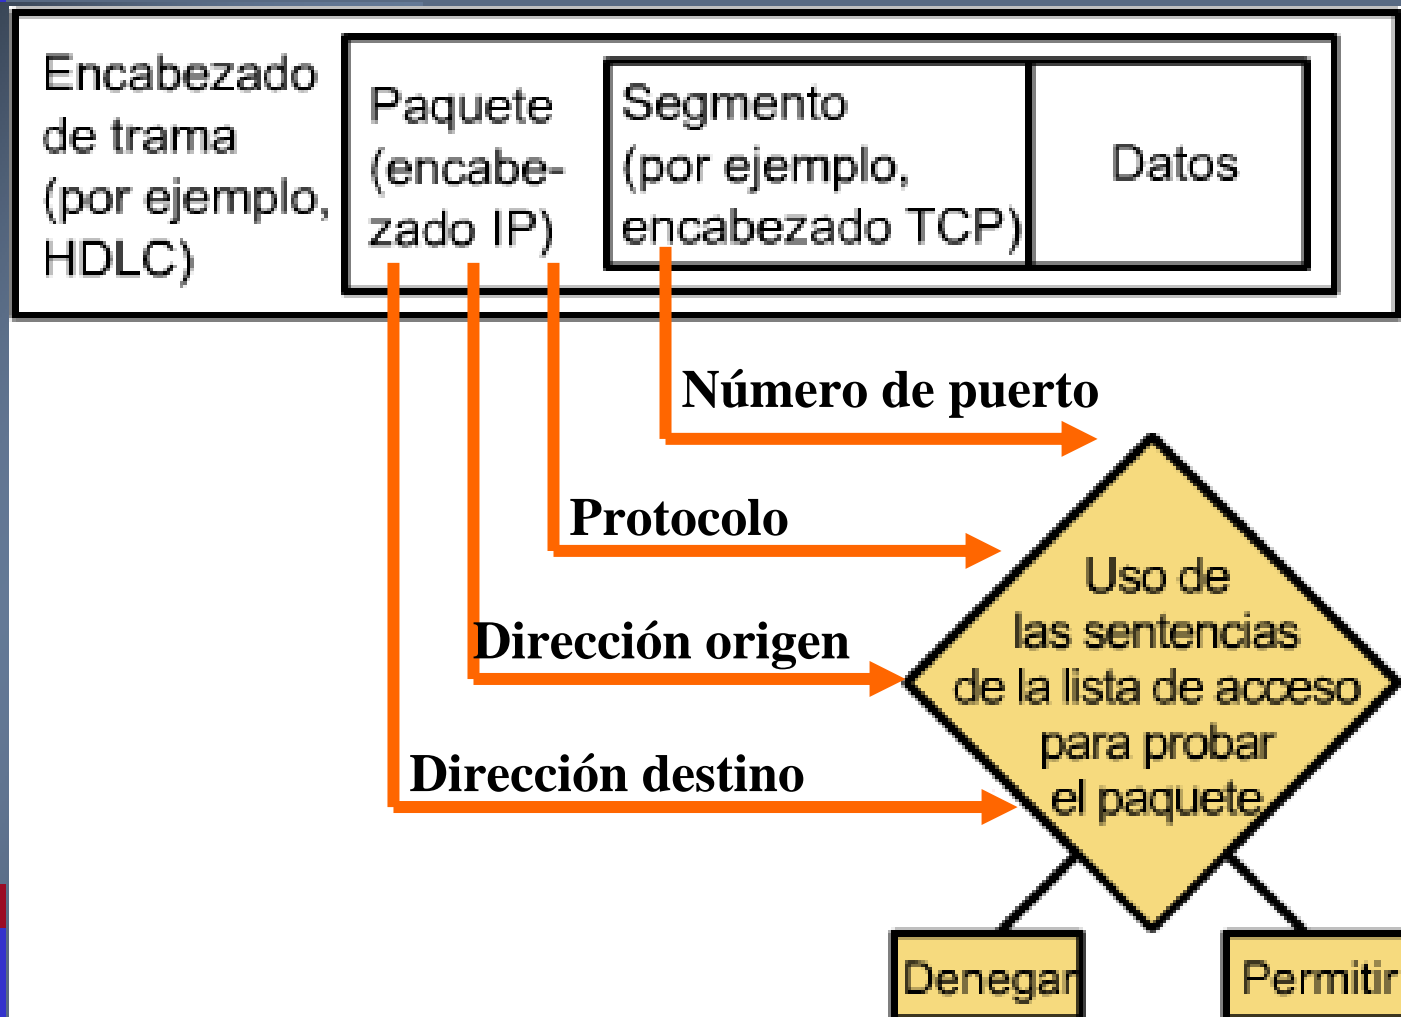 Encabezado
de trama
(por ejemplo,
HDLC)
Paquete
(encabe-
zado IP)
Segmento
(por ejemplo,
encabezado TCP)
Datos
Número de puerto
Protocolo
Dirección origen
Dirección destino
Uso de
las sentencias
de la lista de acceso
para probar
el paquete
Denegar
Permitir